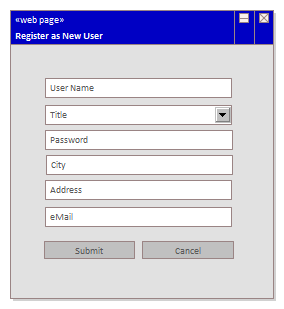 «web page»
Register as New User
User Name
Title
Password
City
Address
eMail
Submit
Cancel